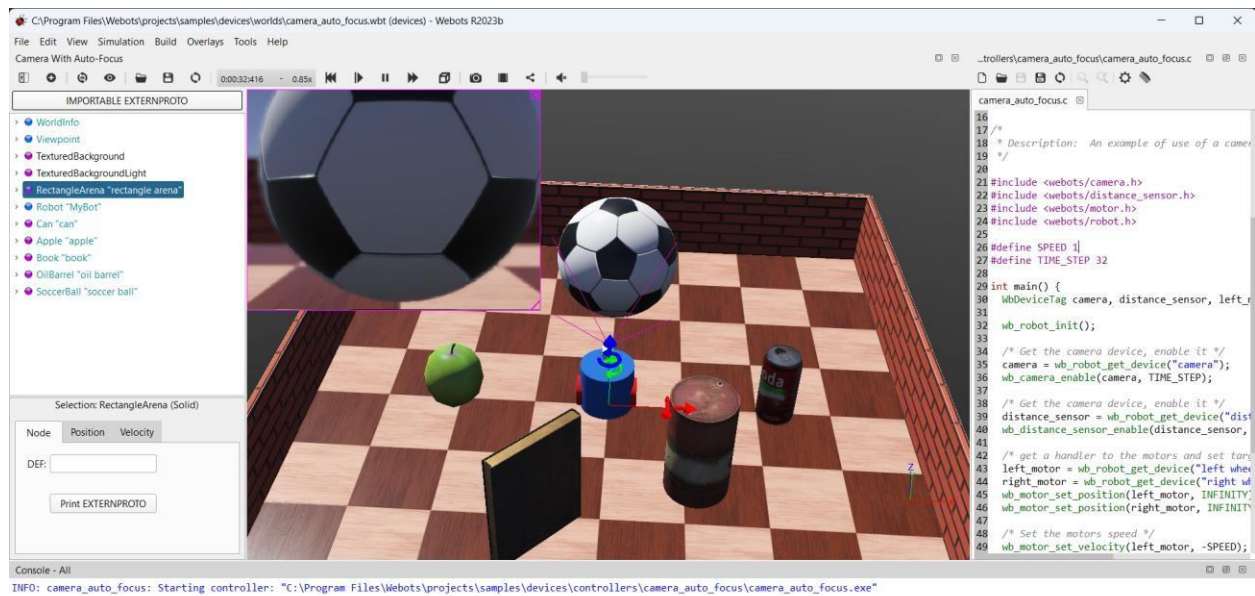 C:\Program Files\Webots\projects\samples\devices\worlds\camera_auto_focus.wbt (devices) - Webots R2023b
File Edit View Simulation Build Overlays Tools Help
Camera With Auto-Focus
...trollers\camera_auto_focus\camera_auto_focus.c
0:00:32:416 - 0.85x
IMPORTABLE EXTERNPROTO
WorldInfo
Viewpoint
TexturedBackground
TexturedBackgroundLight
RectangleArena "rectangle arena"
Robot "MyBot"
Can "can"
Apple "apple"
Book "book"
OilBarrel "oil barrel"
SoccerBall "soccer ball"
Selection: RectangleArena (Solid)
Node Position Velocity
DEF:
Print EXTERNPROTO
oda
Z
camera_auto_focus.c
16
17 /*
18 * Description: An example of use of a came
19 */
20
21 #include <webots/camera.h>
22 #include <webots/distance_sensor.h>
23 #include <webots/motor.h>
24 #include <webots/robot.h>
25
26 #define SPEED 1
27 #define TIME_STEP 32
28
29 int main() {
30 WbDeviceTag camera, distance_sensor, left_
31
32 wb_robot_init();
33
34 /* Get the camera device, enable it */
35 camera = wb_robot_get_device("camera");
36 wb_camera_enable(camera, TIME_STEP);
37
38 /* Get the camera device, enable it */
39 distance_sensor = wb_robot_get_device("dist
40 wb_distance_sensor_enable(distance_sensor,
41
42 /* get a handler to the motors and set targ
43 left_motor = wb_robot_get_device("left whee
44 right_motor = wb_robot_get_device("right wh
45 wb_motor_set_position(left_motor, INFINITY)
46 wb_motor_set_position(right_motor, INFINITY
47
48 /* Set the motors speed */
49 wb_motor_set_velocity(left_motor, -SPEED);
Console - All
INFO: camera_auto_focus: Starting controller: "C:\Program Files\Webots\projects\samples\devices\controllers\camera_auto_focus\camera_auto_focus.exe"